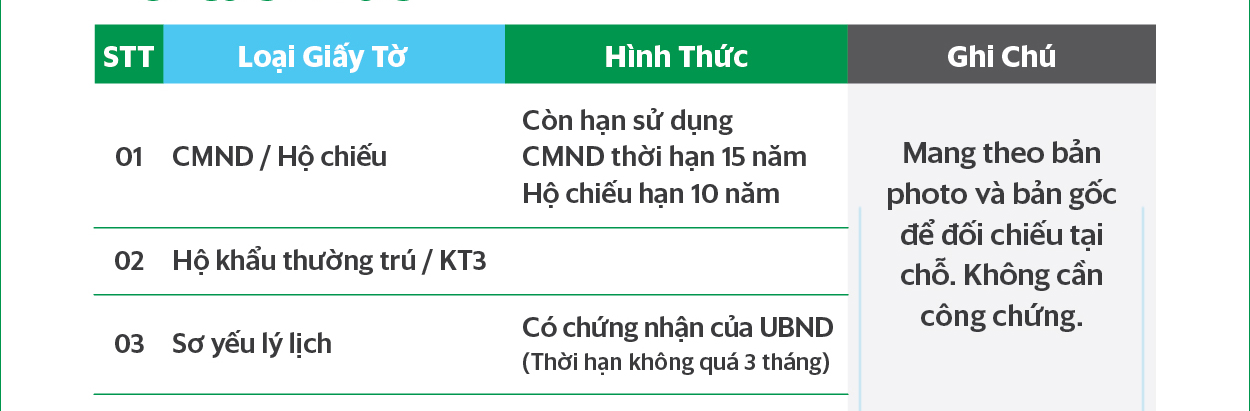 STT Loại Giấy Tờ Hình Thức Ghi Chú
01 CMND / Hộ chiếu
Còn hạn sử dụng
CMND thời hạn 15 năm
Hộ chiếu hạn 10 năm
02 Hộ khẩu thường trú / KT3
03 Sơ yếu lý lịch
Có chứng nhận của UBND
(Thời hạn không quá 3 tháng)
Mang theo bản
photo và bản gốc
để đối chiếu tại
chỗ. Không cần
công chứng.